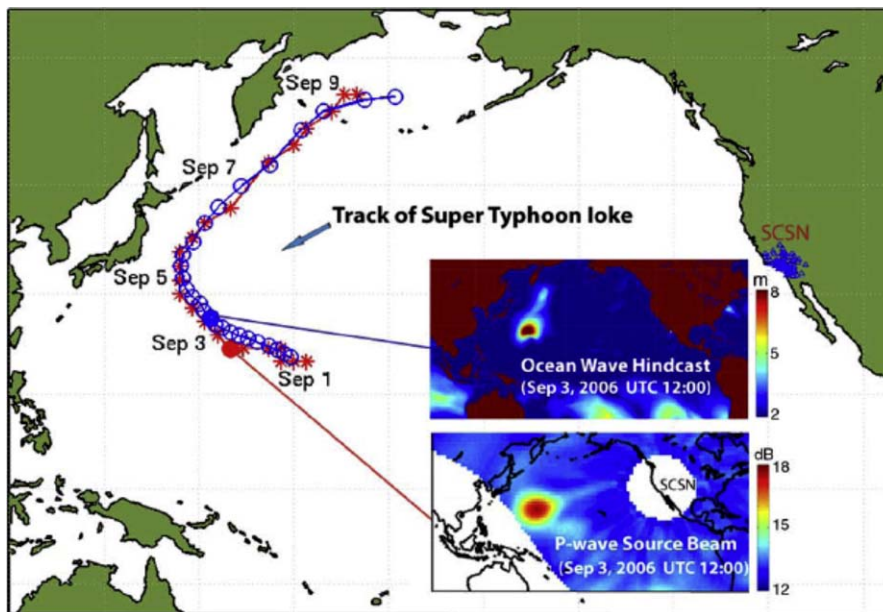 Sep 9
Sep 7
Track of Super Typhoon Ioke
SCSN
Sep 5
Sep 3
Sep 1
m
8
5
2
Ocean Wave Hindcast
(Sep 3, 2006 UTC 12:00)
dB
18
15
12
SCSN
P-wave Source Beam
(Sep 3, 2006 UTC 12:00)